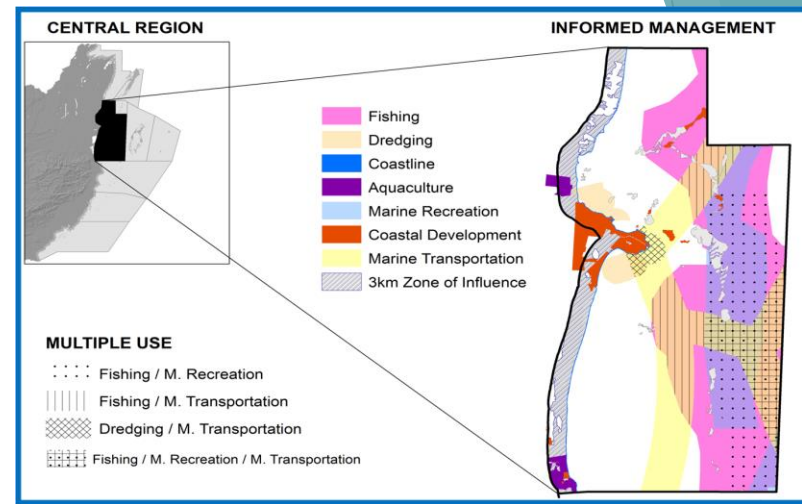 CENTRAL REGION
INFORMED MANAGEMENT
Fishing
Dredging
Coastline
Aquaculture
Marine Recreation
Coastal Development
Marine Transportation
3km Zone of Influence
MULTIPLE USE
Fishing / M. Recreation
Fishing / M. Transportation
Dredging / M. Transportation
Fishing / M. Recreation / M. Transportation